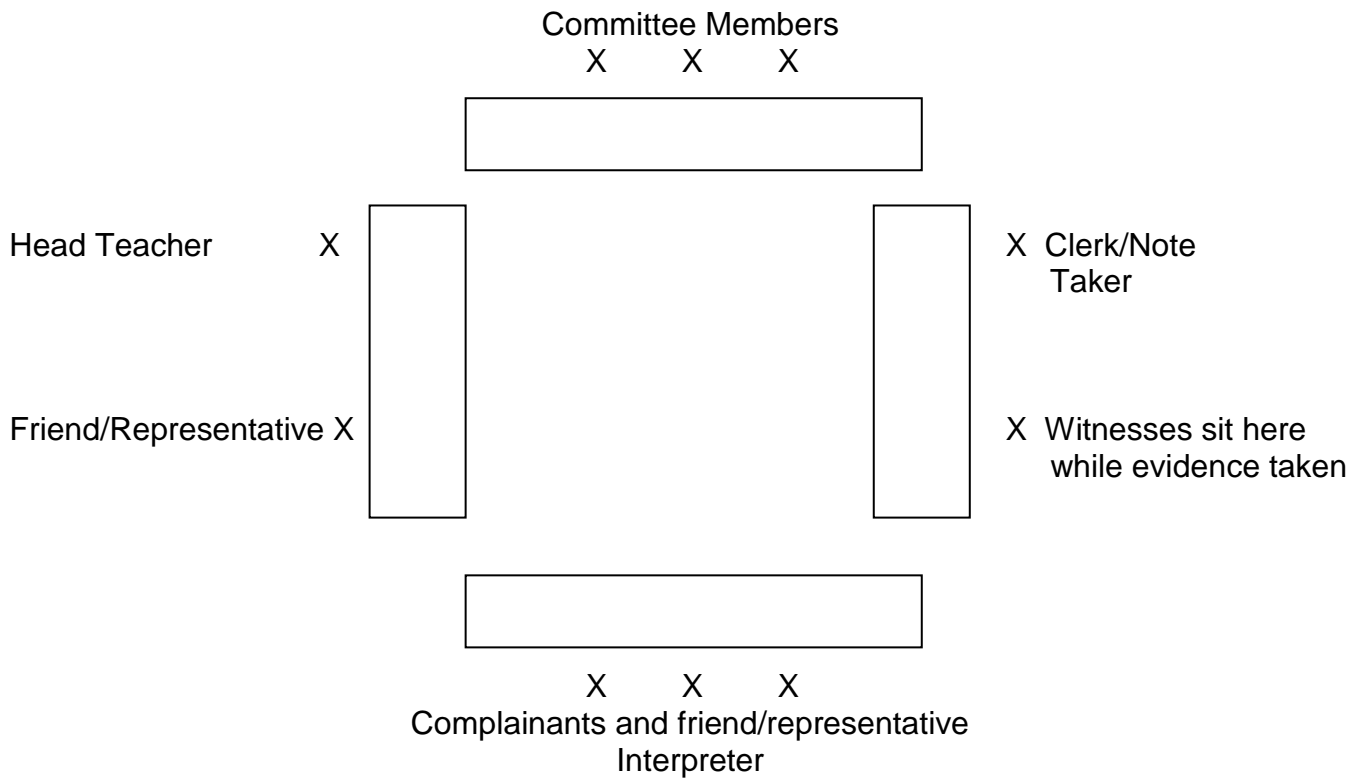 Committee Members
X X X
Head Teacher X
X Clerk/Note
Taker
Friend/Representative X
X Witnesses sit here
while evidence taken
X X X
Complainants and friend/representative
Interpreter